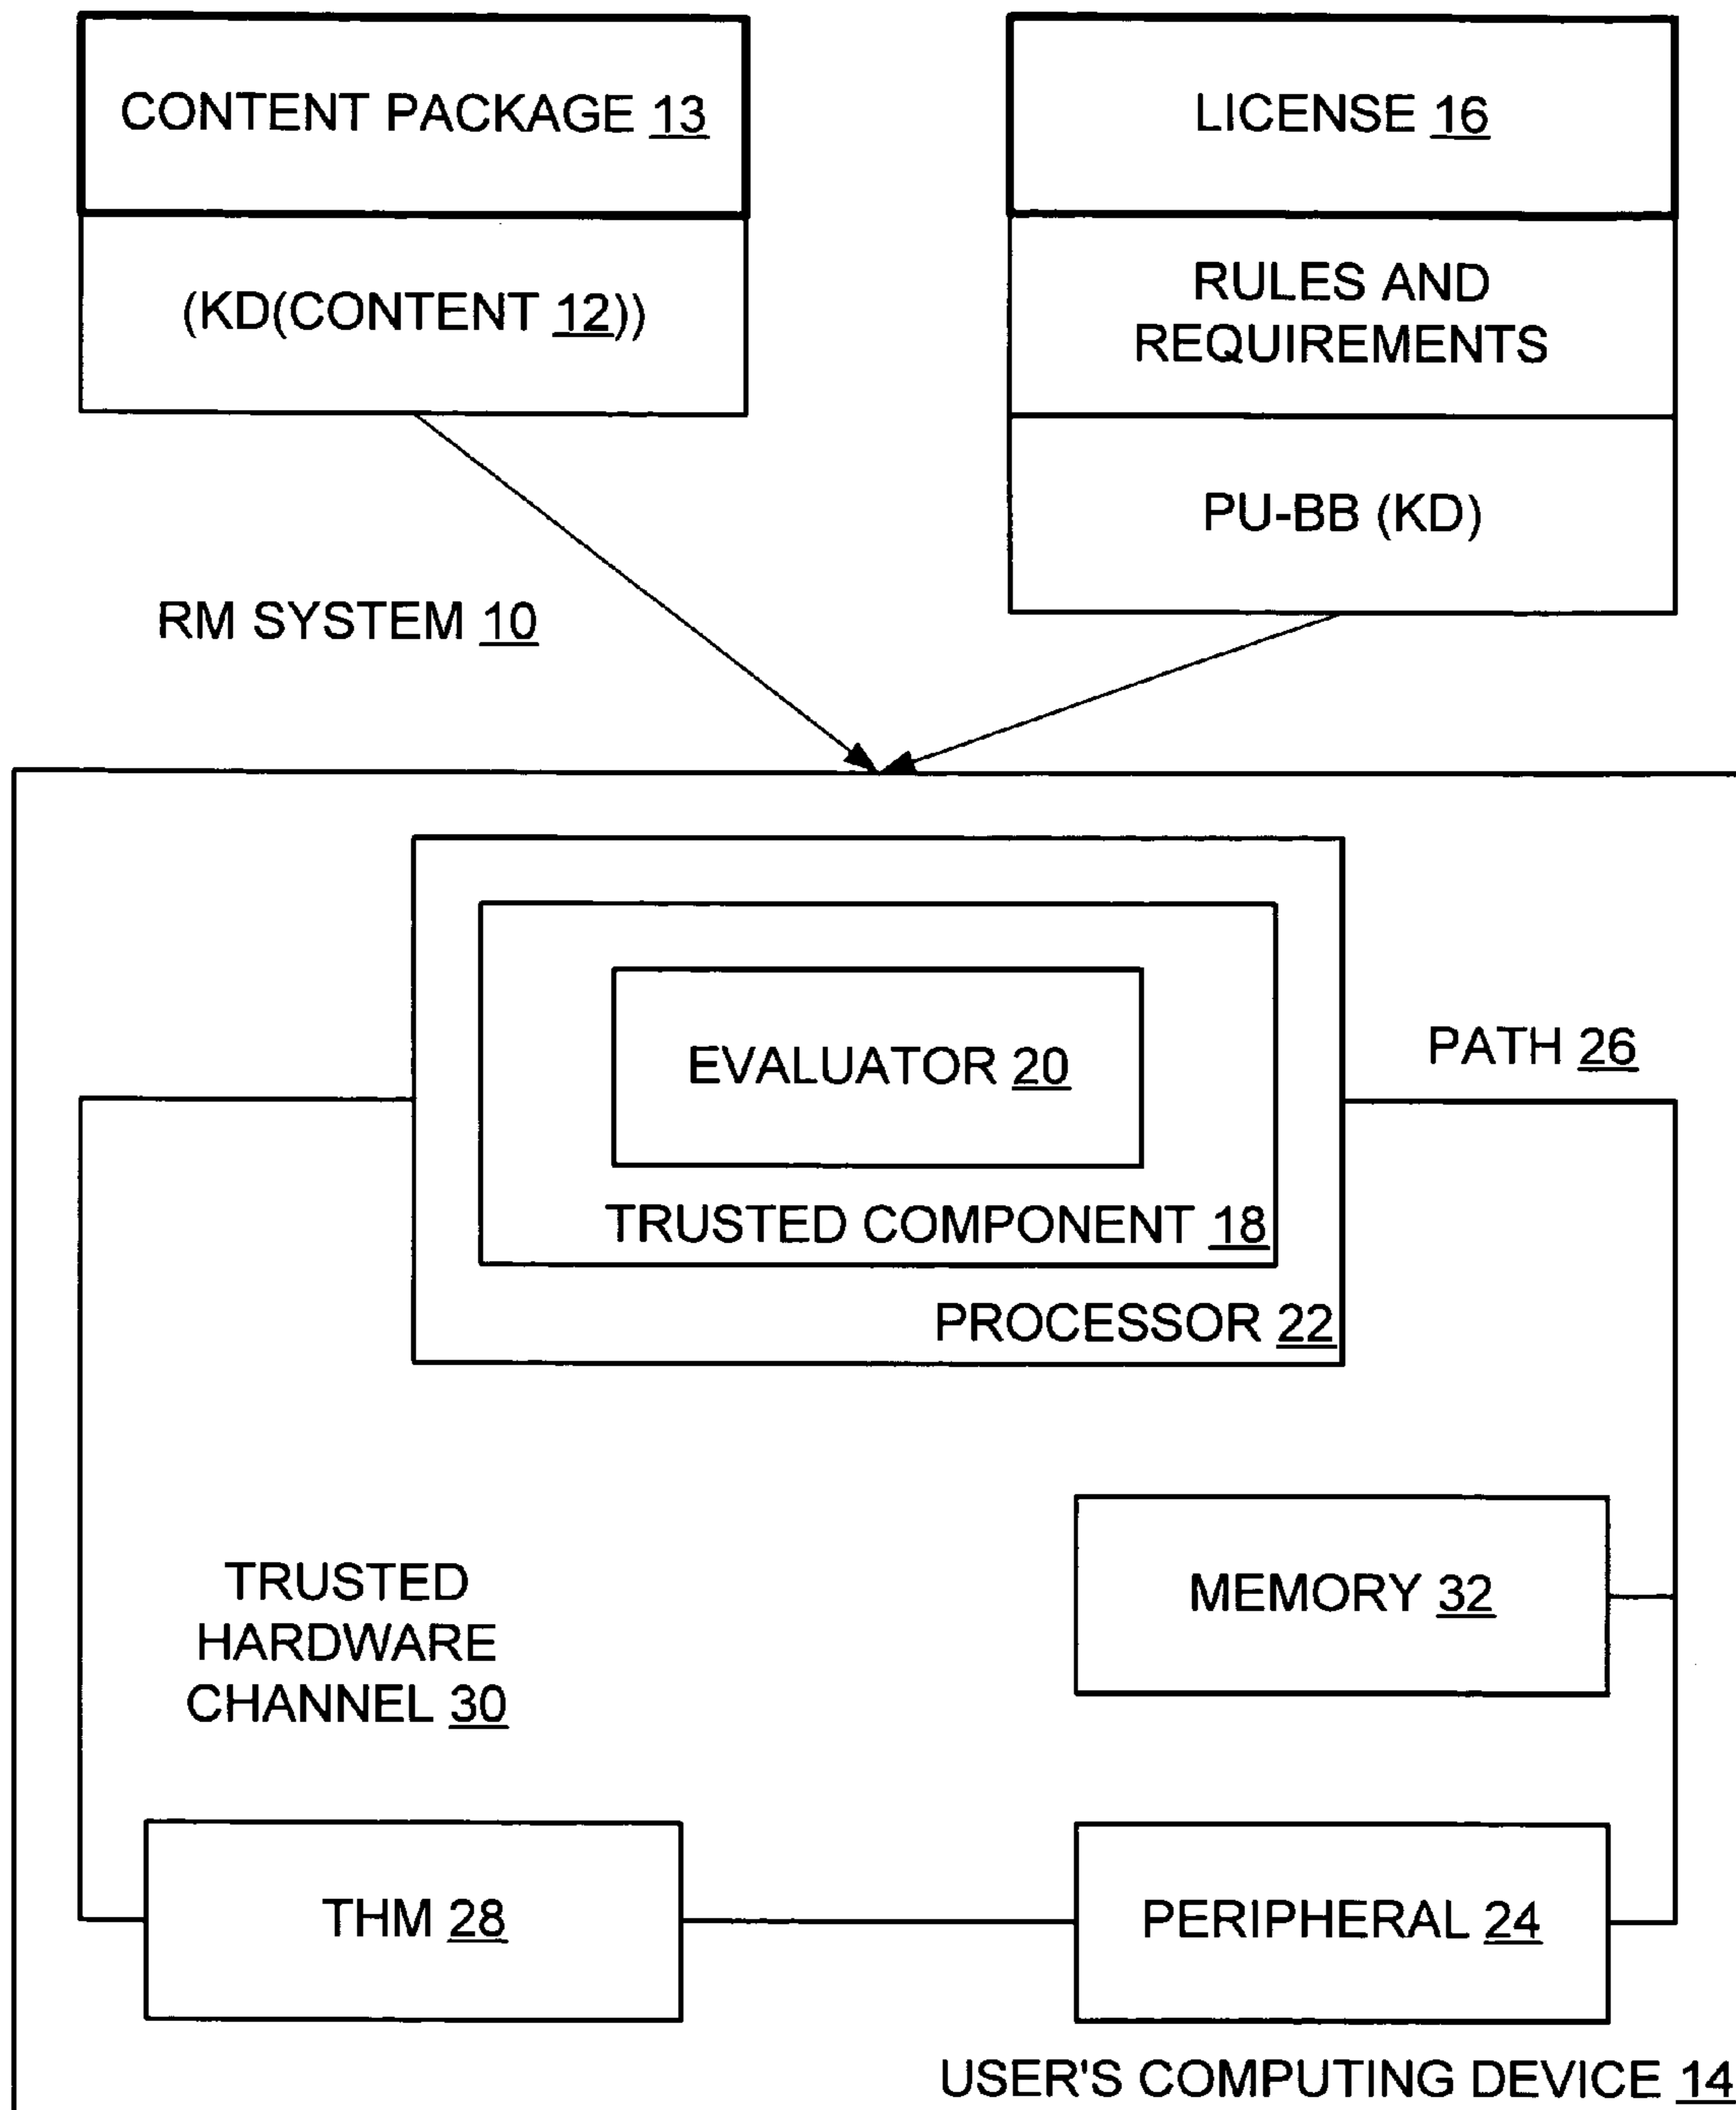 CONTENT PACKAGE 13
(KD(CONTENT 12))
LICENSE 16
RULES AND
REQUIREMENTS
PU-BB (KD)
RM SYSTEM 10
EVALUATOR 20
TRUSTED COMPONENT 18
PROCESSOR 22
PATH 26
TRUSTED
HARDWARE
CHANNEL 30
MEMORY 32
THM 28
PERIPHERAL 24
USER'S COMPUTING DEVICE 14